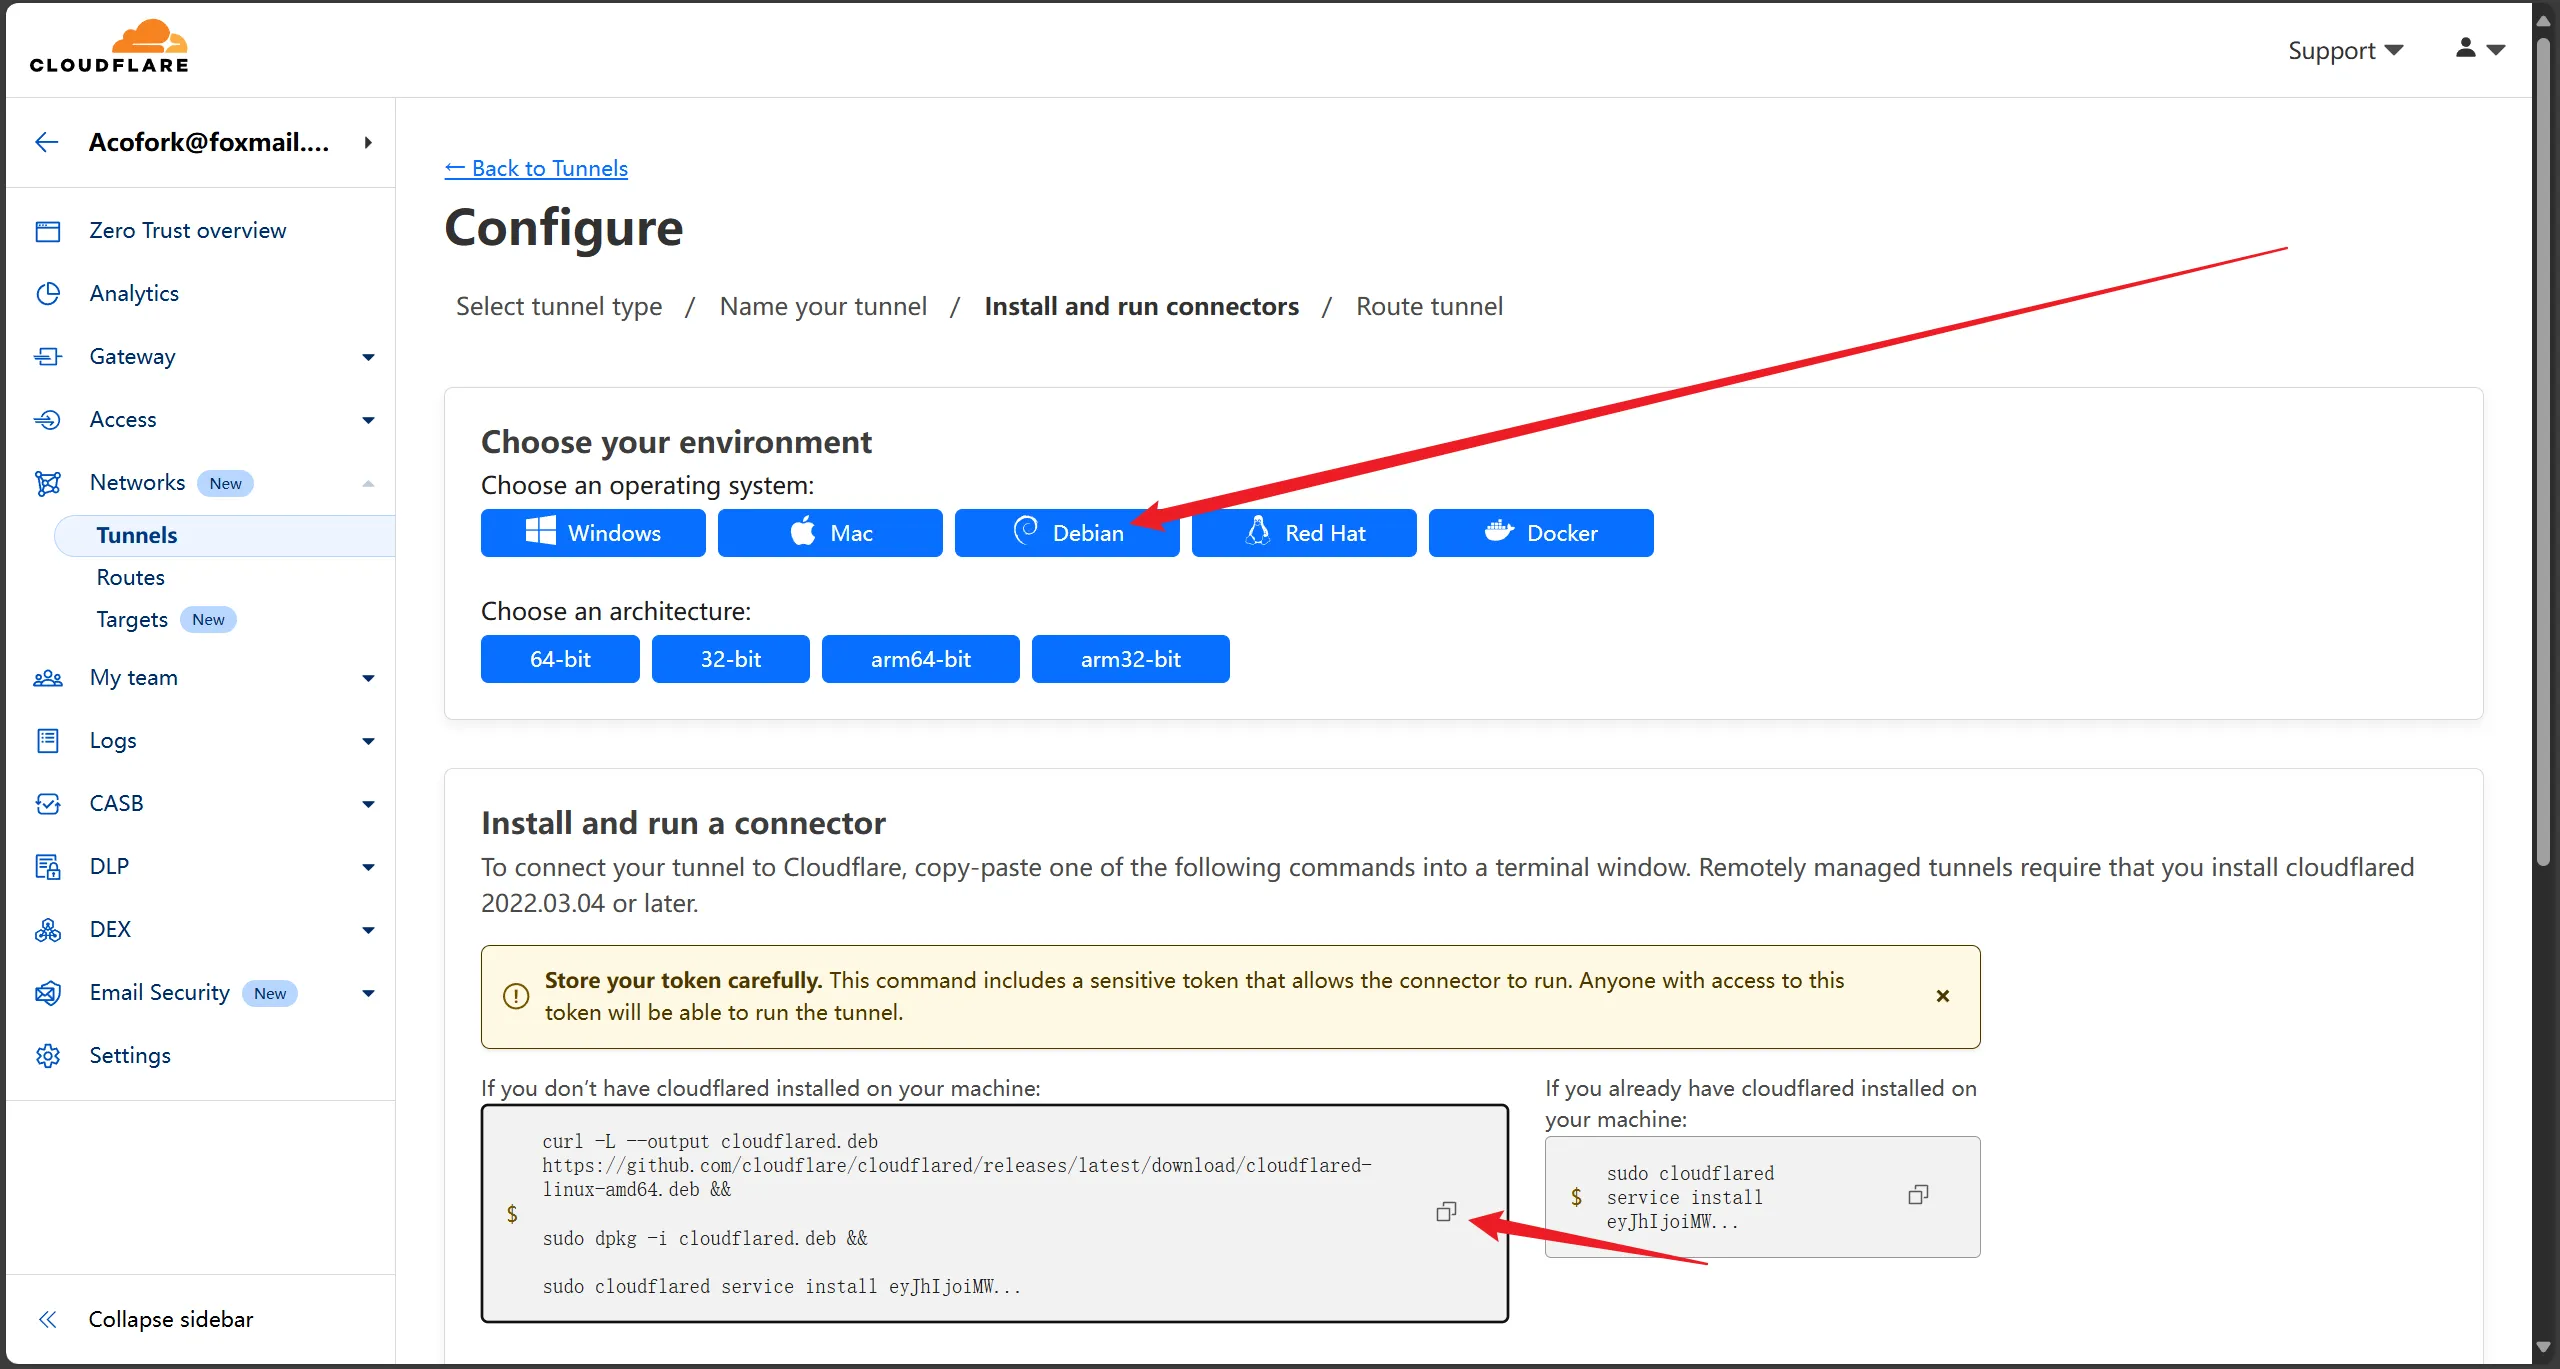 CLOUDFLARE
Support
Acofork@foxmail....
Zero Trust overview
Analytics
Gateway
Access
Networks New
Tunnels
Routes
Targets New
My team
Logs
CASB
DLP
DEX
Email Security New
Settings
Collapse sidebar
← Back to Tunnels
Configure
Select tunnel type / Name your tunnel / Install and run connectors / Route tunnel
Choose your environment
Choose an operating system:
Windows Mac Debian Red Hat Docker
Choose an architecture:
64-bit 32-bit arm64-bit arm32-bit
Install and run a connector
To connect your tunnel to Cloudflare, copy-paste one of the following commands into a terminal window. Remotely managed tunnels require that you install cloudflared
2022.03.04 or later.
Store your token carefully. This command includes a sensitive token that allows the connector to run. Anyone with access to this
token will be able to run the tunnel.
If you don’t have cloudflared installed on your machine:
$
curl -L --output cloudflared.deb
https://github.com/cloudflare/cloudflared/releases/latest/download/cloudflared-
linux-amd64.deb &&
sudo dpkg -i cloudflared.deb &&
sudo cloudflared service install eyJhIjoiMW...
If you already have cloudflared installed on
your machine:
$
sudo cloudflared
service install
eyJhIjoiMW...